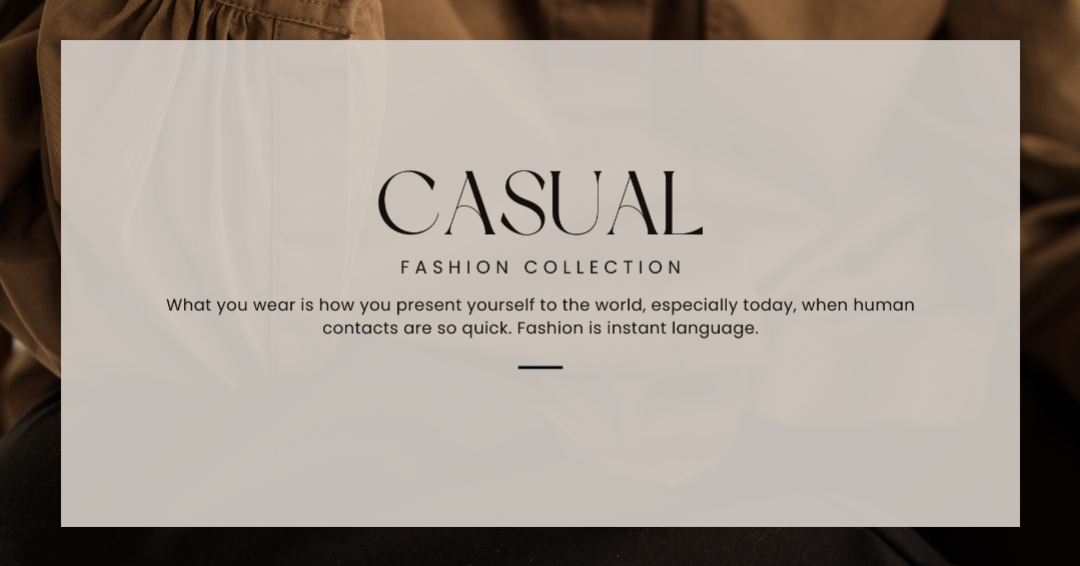 CASUAL
FASHION COLLECTION
What you wear is how you present yourself to the world, especially today, when human
contacts are so quick. Fashion is instant language.